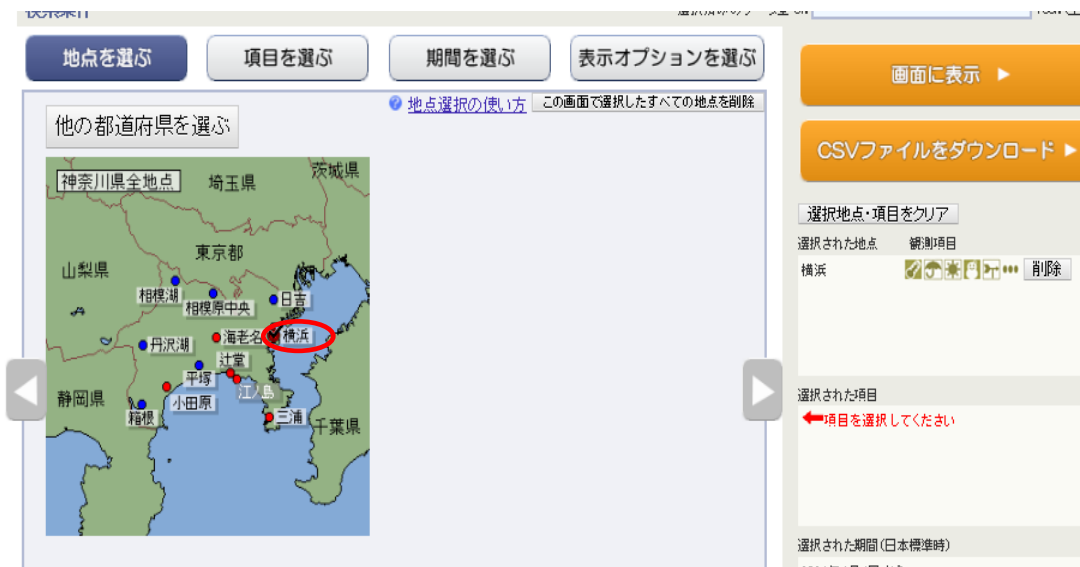 地点を選ぶ
項目を選ぶ
期間を選ぶ
表示オプションを選ぶ
画面に表示
CSVファイルをダウンロード
地点選択の使い方
この画面で選択したすべての地点を削除
他の都道府県を選ぶ
神奈川県全地点
埼玉県
茨城県
東京都
山梨県
相模湖
相模原中央
日吉
海老名
横浜
丹沢湖
辻堂
平塚
江ノ島
静岡県
小田原
箱根
三浦
千葉県
選択地点・項目をクリア
選択された地点 観測項目
横浜 削除
選択された項目
項目を選択してください
選択された期間(日本標準時)